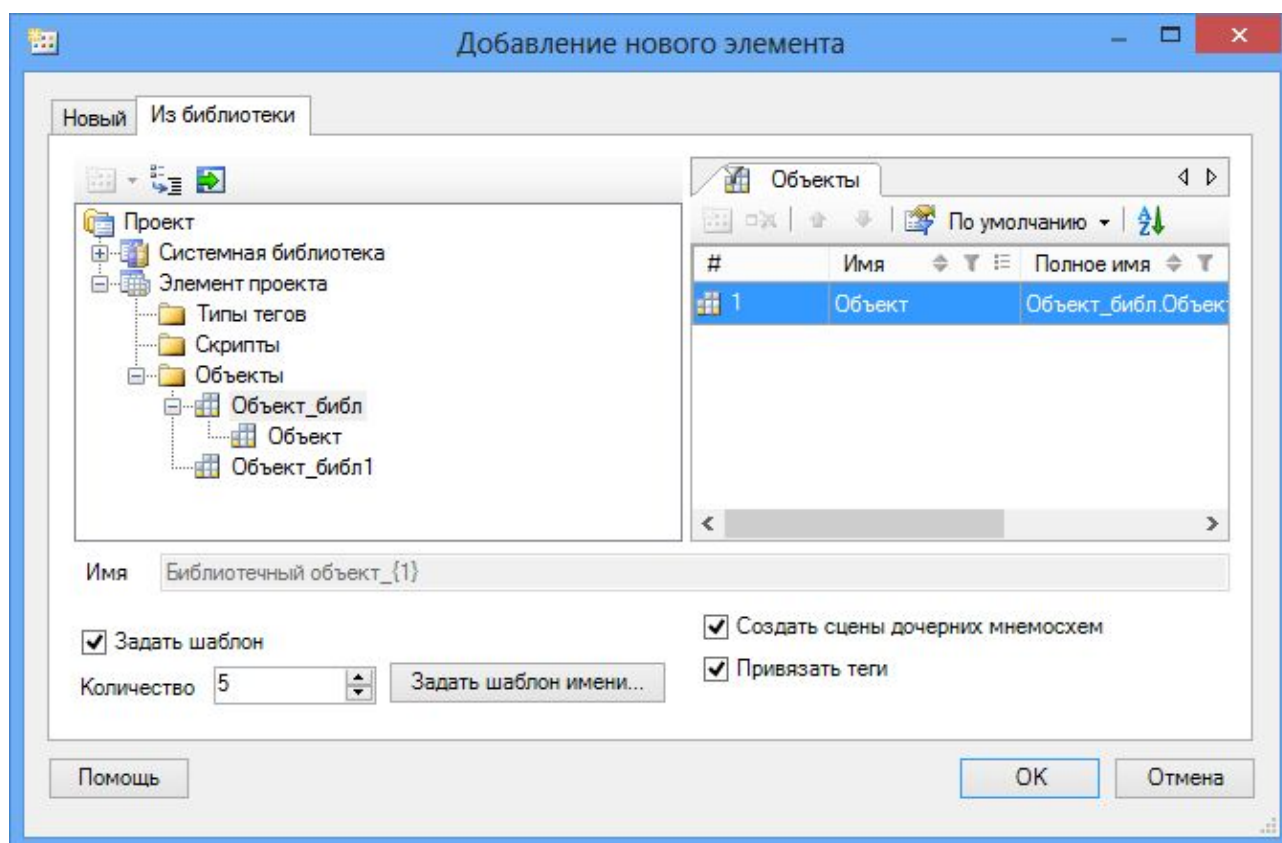 Добавление нового элемента
Новый
Из библиотеки
Проект
Системная библиотека
Элемент проекта
Типы тегов
Скрипты
Объекты
Объект_библ
Объект
Объект_библ1
Объекты
По умолчанию
#
Имя
Полное имя
1
Объект
Объект_библ.Объек
Имя
Библиотечный объект_{1}
Задать шаблон
Количество
5
Задать шаблон имени...
Создать сцены дочерних мнемосхем
Привязать теги
Помощь
OK
Отмена